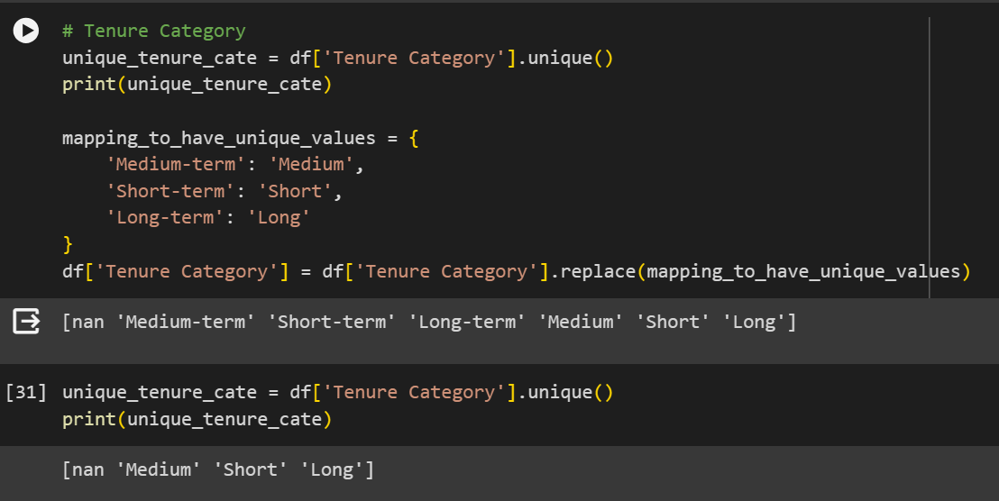 # Tenure Category
unique_tenure_cate = df['Tenure Category'].unique()
print(unique_tenure_cate)
mapping_to_have_unique_values = {
    'Medium-term': 'Medium',
    'Short-term': 'Short',
    'Long-term': 'Long'
}
df['Tenure Category'] = df['Tenure Category'].replace(mapping_to_have_unique_values)
[nan 'Medium-term' 'Short-term' 'Long-term' 'Medium' 'Short' 'Long']
[31] unique_tenure_cate = df['Tenure Category'].unique()
print(unique_tenure_cate)
[nan 'Medium' 'Short' 'Long']